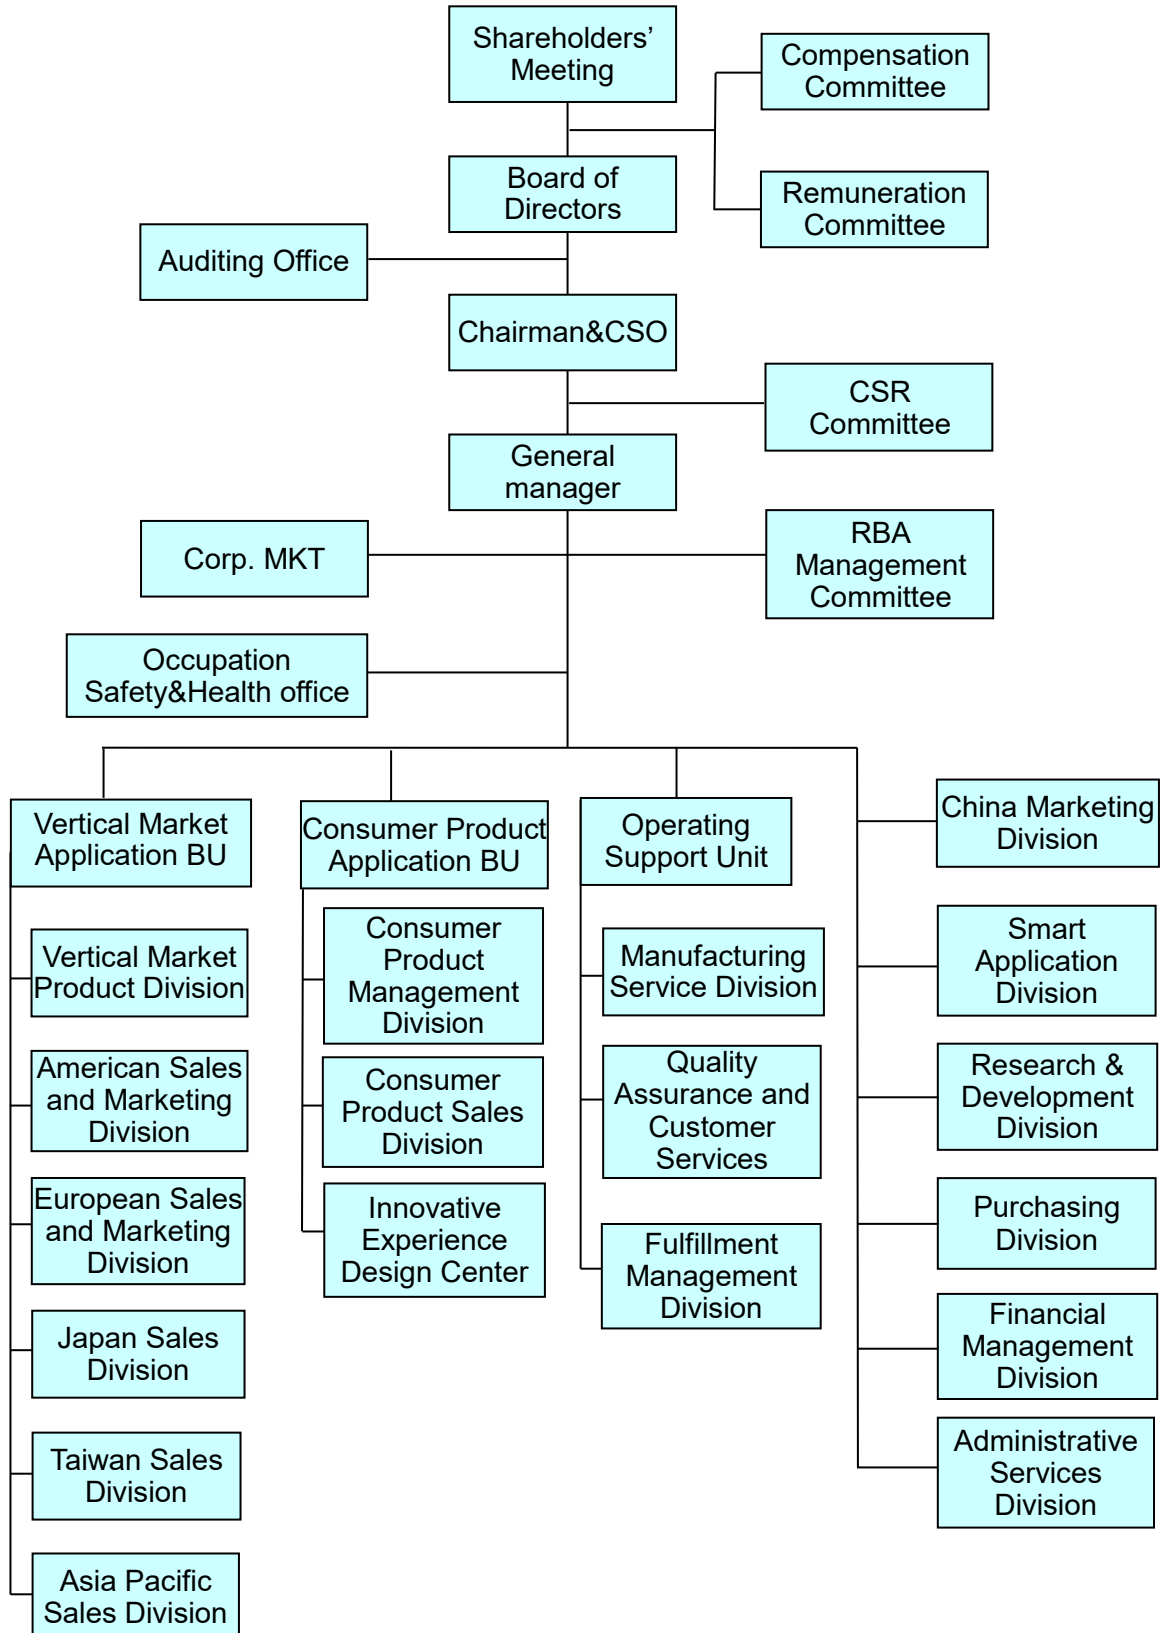 Shareholders’
Meeting
Compensation
Committee
Board of
Directors
Remuneration
Committee
Auditing Office
Chairman&CSO
CSR
Committee
General
manager
Corp. MKT
RBA
Management
Committee
Occupation
Safety&Health office
Vertical Market
Application BU
Vertical Market
Product Division
American Sales
and Marketing
Division
European Sales
and Marketing
Division
Japan Sales
Division
Taiwan Sales
Division
Asia Pacific
Sales Division
Consumer Product
Application BU
Consumer
Product
Management
Division
Consumer
Product Sales
Division
Innovative
Experience
Design Center
Operating
Support Unit
Manufacturing
Service Division
Quality
Assurance and
Customer
Services
Fulfillment
Management
Division
China Marketing
Division
Smart
Application
Division
Research &
Development
Division
Purchasing
Division
Financial
Management
Division
Administrative
Services
Division